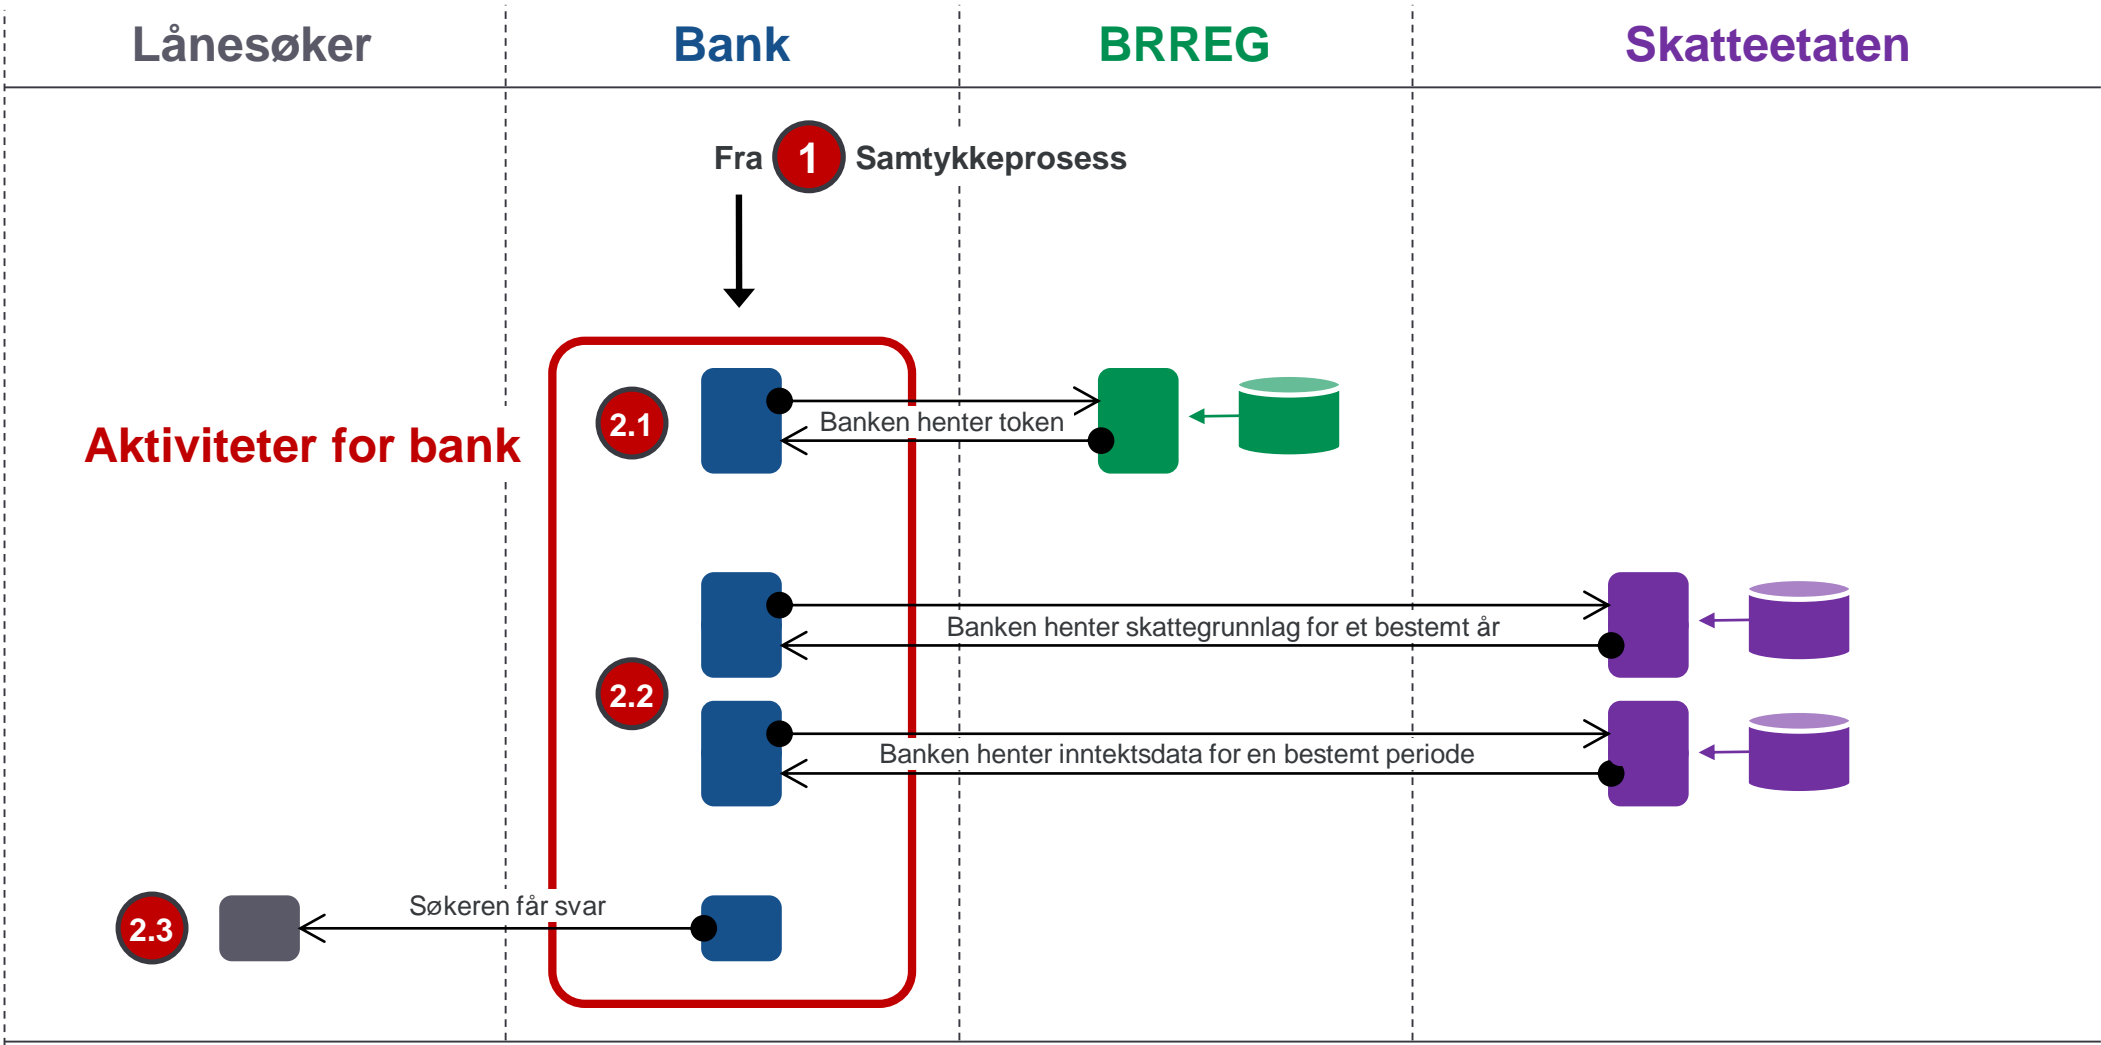 Lånesøker
Bank
BRREG
Skatteetaten
Fra 1 Samtykkeprosess
Aktiviteter for bank
2.1
Banken henter token
Banken henter skattegrunnlag for et bestemt år
2.2
Banken henter inntektsdata for en bestemt periode
2.3
Søkeren får svar